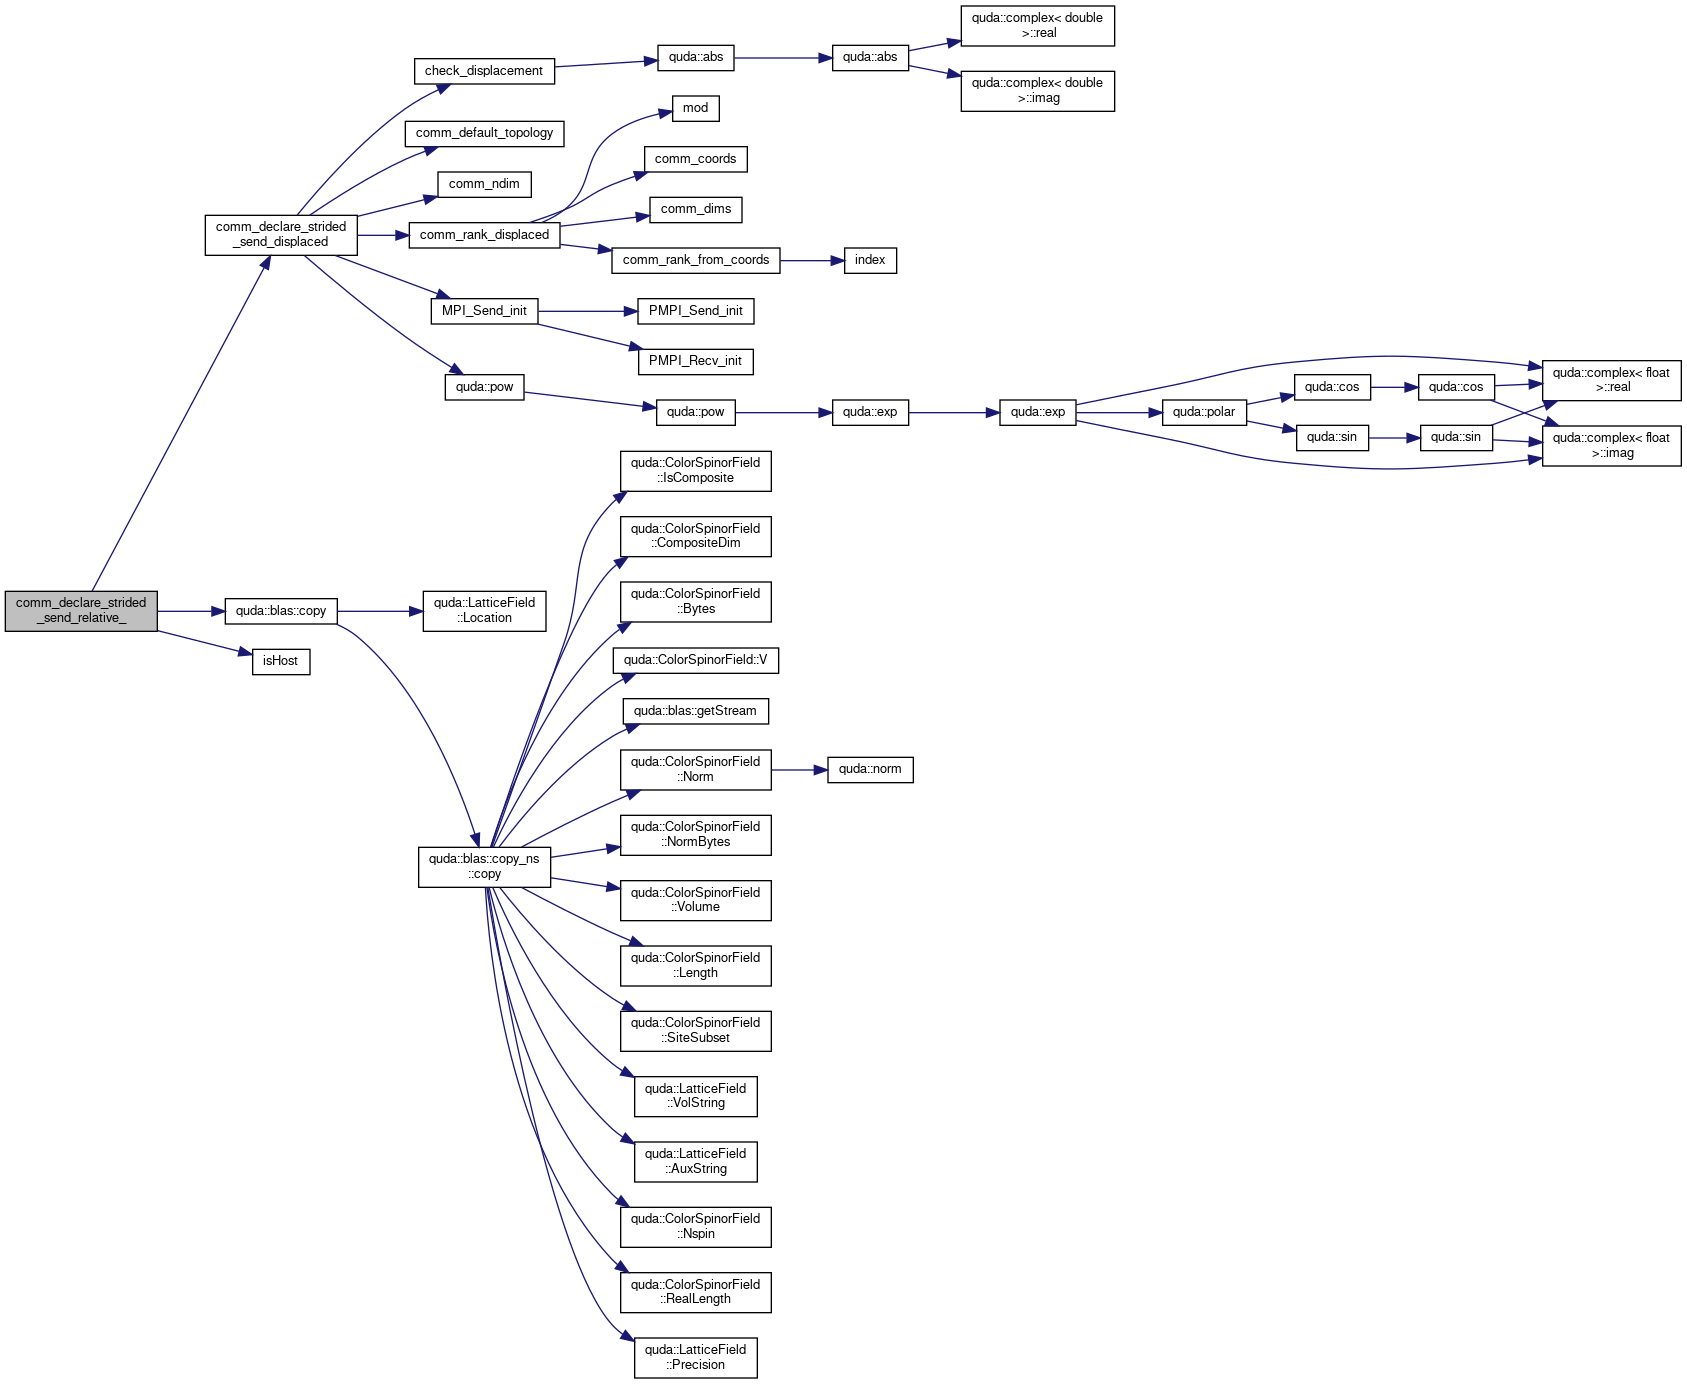 quda::complex< double
>::real
check_displacement
quda::abs
quda::abs
quda::complex< double
>::imag
mod
comm_default_topology
comm_coords
comm_ndim
comm_dims
comm_declare_strided
_send_displaced
comm_rank_displaced
comm_rank_from_coords
index
MPI_Send_init
PMPI_Send_init
PMPI_Recv_init
quda::pow
quda::pow
quda::exp
quda::exp
quda::polar
quda::cos
quda::cos
quda::sin
quda::sin
quda::complex< float
>::real
quda::complex< float
>::imag
comm_declare_strided
_send_relative_
quda::blas::copy
isHost
quda::LatticeField
::Location
quda::blas::copy_ns
::copy
quda::ColorSpinorField
::IsComposite
quda::ColorSpinorField
::CompositeDim
quda::ColorSpinorField
::Bytes
quda::ColorSpinorField::V
quda::blas::getStream
quda::ColorSpinorField
::Norm
quda::norm
quda::ColorSpinorField
::NormBytes
quda::ColorSpinorField
::Volume
quda::ColorSpinorField
::Length
quda::ColorSpinorField
::SiteSubset
quda::LatticeField
::VolString
quda::LatticeField
::AuxString
quda::ColorSpinorField
::Nspin
quda::ColorSpinorField
::RealLength
quda::LatticeField
::Precision